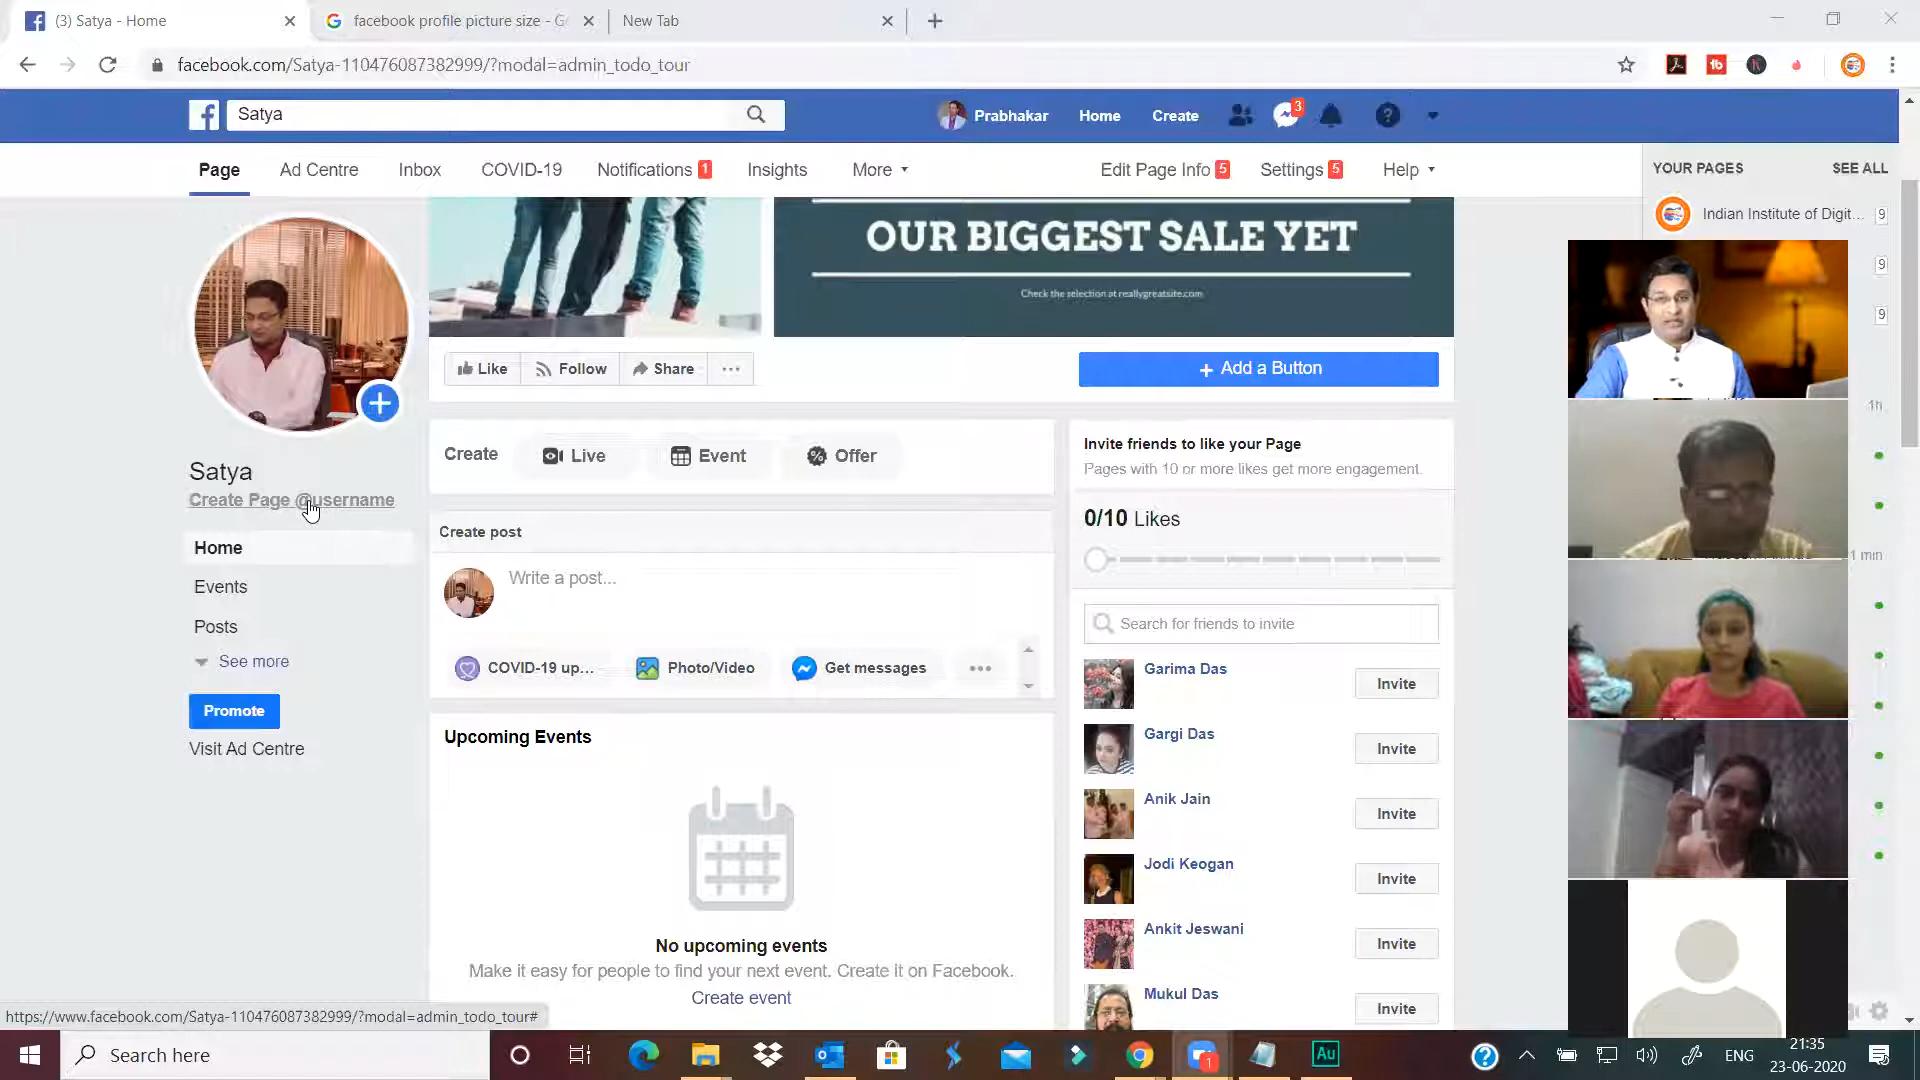 (3) Satya - Home
facebook profile picture size - G
New Tab
facebook.com/Satya-110476087382999/?modal=admin_todo_tour
Satya
Prabhakar
Home
Create
3
Page
Ad Centre
Inbox
COVID-19
Notifications 1
Insights
More
Edit Page Info 5
Settings 5
Help
YOUR PAGES
SEE ALL
Indian Institute of Digit...
9
9
9
OUR BIGGEST SALE YET
Check the selection at reallygreatsite.com
Like
Follow
Share
+ Add a Button
1h
Satya
Create Page @username
Create
Live
Event
Offer
Invite friends to like your Page
Pages with 10 or more likes get more engagement.
0/10 Likes
Create post
Write a post...
1 min
Home
Events
Posts
See more
COVID-19 up...
Photo/Video
Get messages
Search for friends to invite
Garima Das
Invite
Gargi Das
Invite
Anik Jain
Invite
Jodi Keogan
Invite
Ankit Jeswani
Invite
Mukul Das
Invite
Promote
Visit Ad Centre
Upcoming Events
No upcoming events
Make it easy for people to find your next event. Create it on Facebook.
Create event
https://www.facebook.com/Satya-110476087382999/?modal=admin_todo_tour#
Search here
1
Au
ENG
21:35
23-06-2020